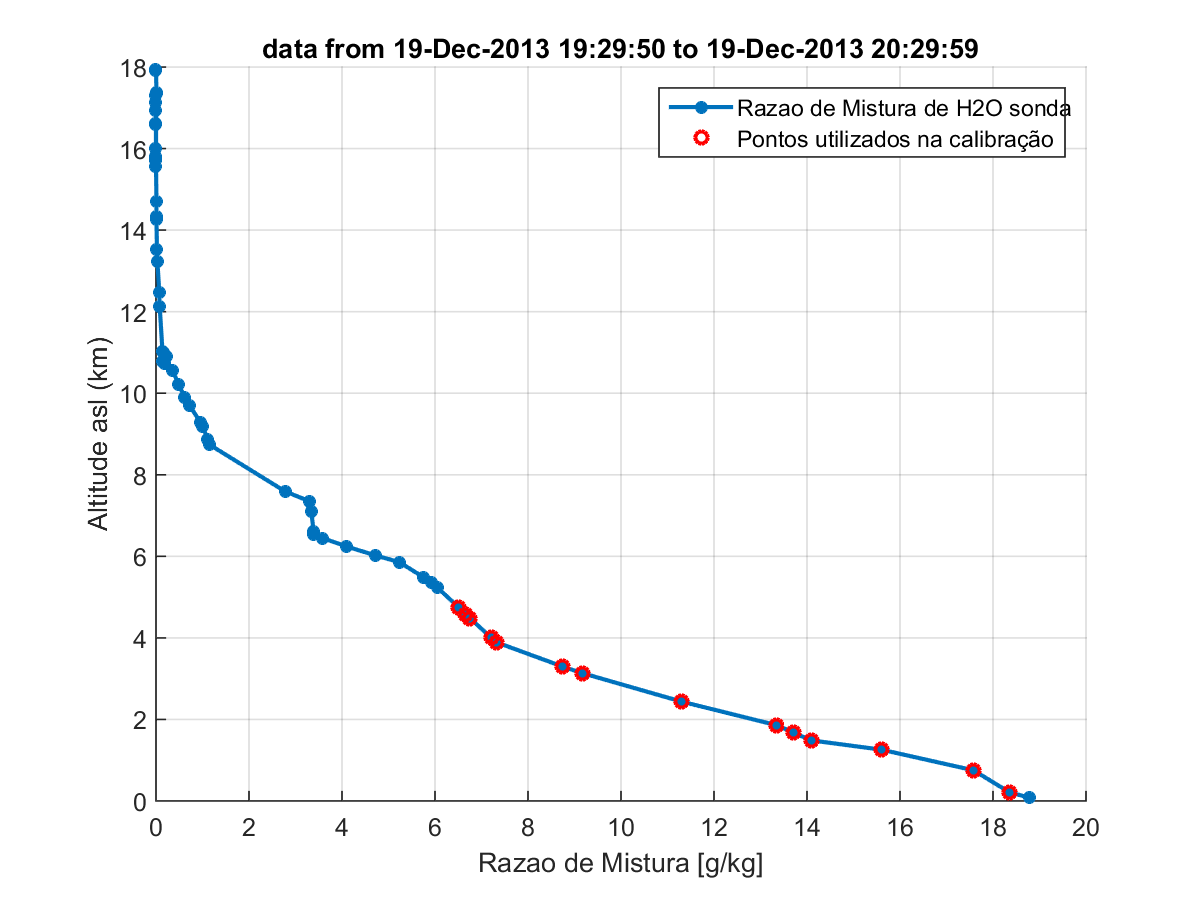 data from 19-Dec-2013 19:29:50 to 19-Dec-2013 20:29:59
Razao de Mistura de H2O sonda
Pontos utilizados na calibração
18
16
14
12
10
8
6
4
2
0
Altitude asl (km)
0 2 4 6 8 10 12 14 16 18 20
Razao de Mistura [g/kg]